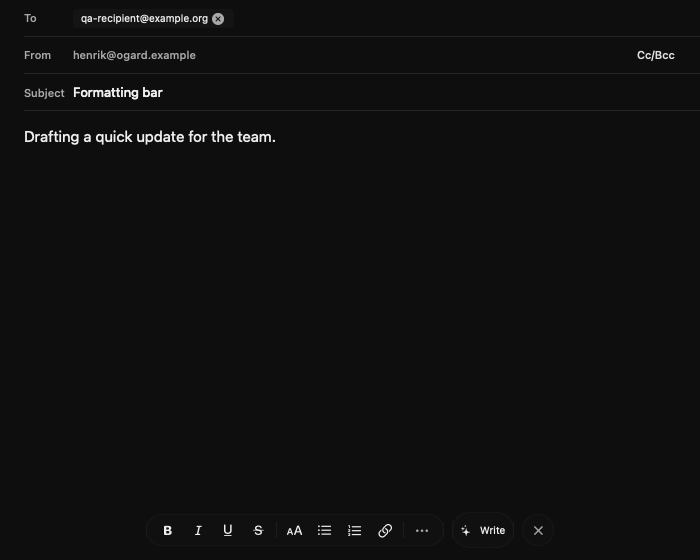 To qa-recipient@example.org
From henrik@ogard.example Cc/Bcc
Subject Formatting bar
Drafting a quick update for the team.
B I U S AA Write